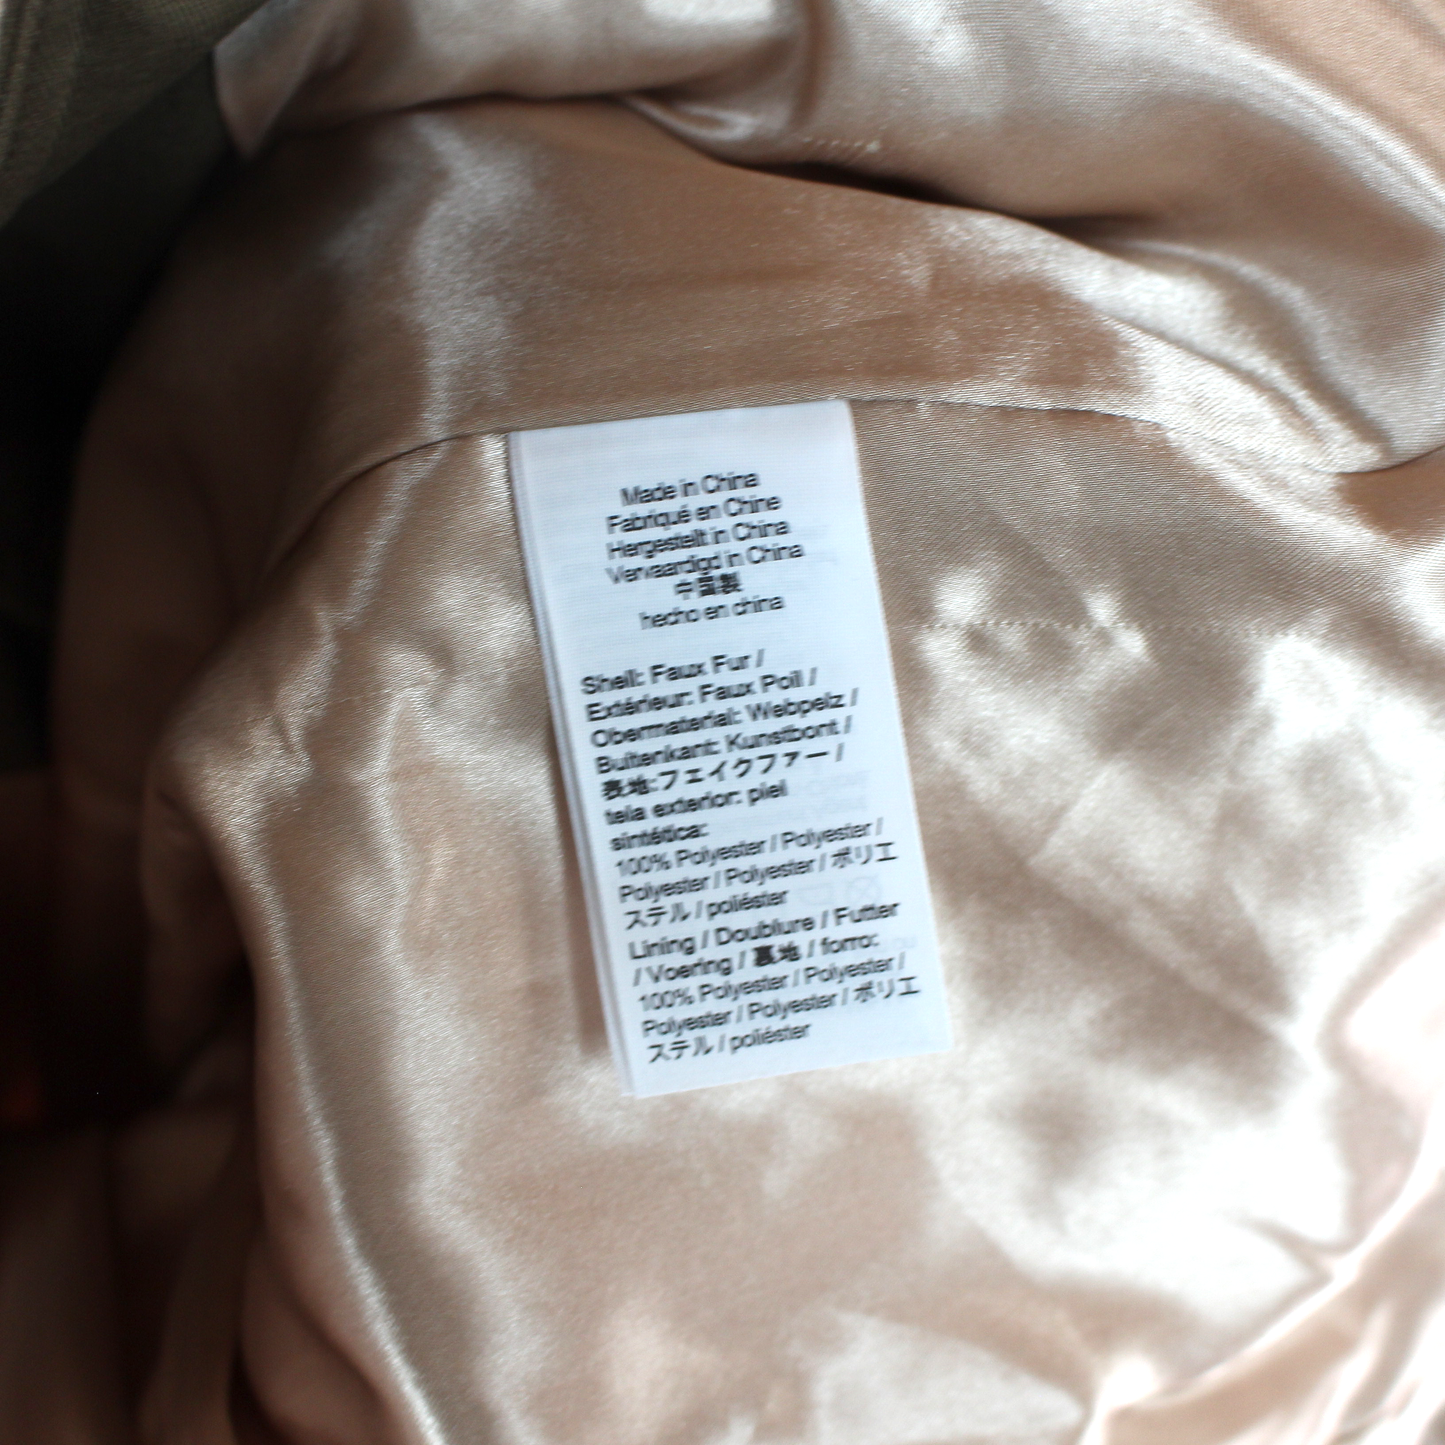 Made in China
Fabriqué en Chine
Hergestellt in China
Vervaardigd in China
中国製
hecho en china
Shell: Faux Fur /
Extérieur: Faux Poil /
Obermaterial: Webpelz /
Buitenkant: Kunstbont /
表地:フェイクファー /
tela exterior: piel
sintética:
100% Polyester / Polyester /
Polyester / Polyester / ポリエ
ステル / poliéster
Lining / Doublure / Futter
/ Voering / 裏地 / forro:
100% Polyester / Polyester /
Polyester / Polyester / ポリエ
ステル / poliéster